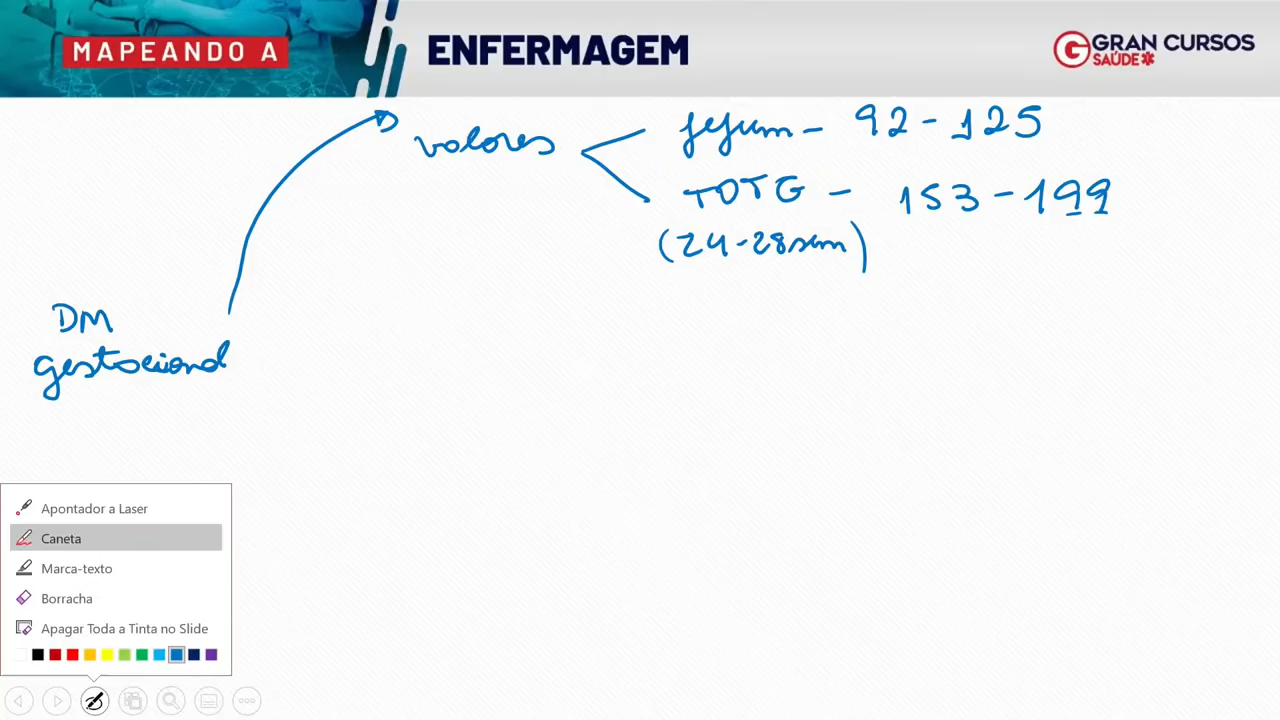 MAPEANDO A
ENFERMAGEM
GRAN CURSOS
SAÚDE
valores
jejum - 92 - 125
TOTG - 153 - 199
(24-28sem)
DM
gestacional
Apontador a Laser
Caneta
Marca-texto
Borracha
Apagar Toda a Tinta no Slide